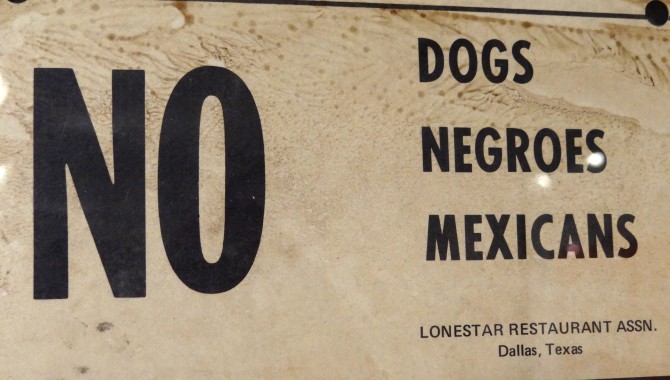 NO
DOGS
NEGROES
MEXICANS
LONESTAR RESTAURANT ASSN.
Dallas, Texas